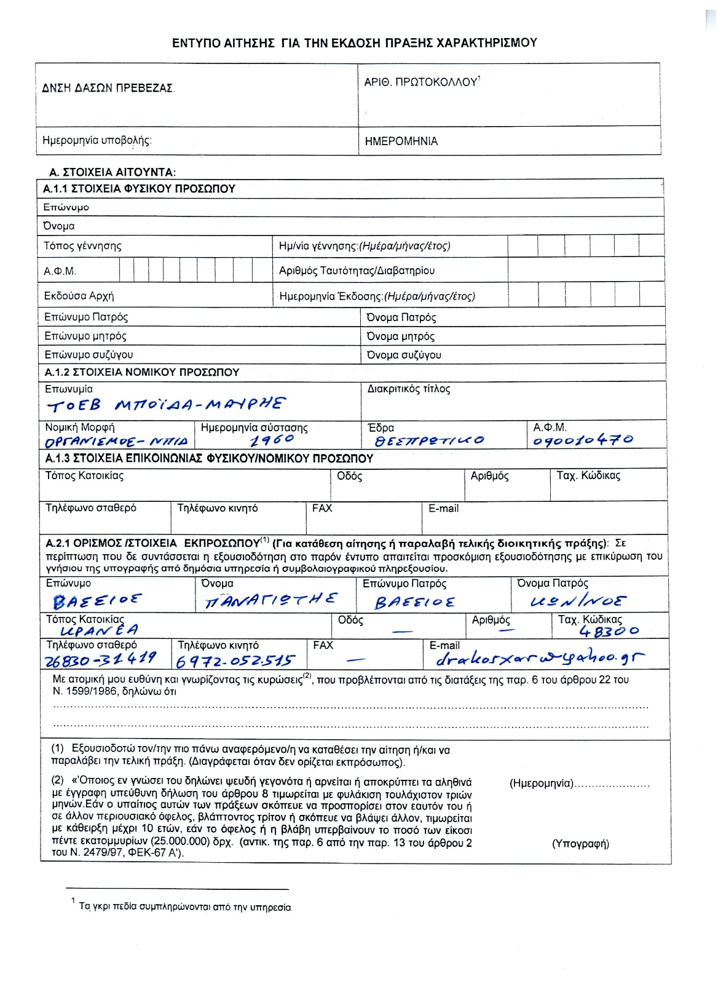 ΕΝΤΥΠΟ ΑΙΤΗΣΗΣ ΓΙΑ ΤΗΝ ΕΚΔΟΣΗ ΠΡΑΞΗΣ ΧΑΡΑΚΤΗΡΙΣΜΟΥ
ΔΝΣΗ ΔΑΣΩΝ ΠΡΕΒΕΖΑΣ.
ΑΡΙΘ. ΠΡΩΤΟΚΟΛΛΟΥ1
Ημερομηνία υποβολής:
ΗΜΕΡΟΜΗΝΙΑ
Α. ΣΤΟΙΧΕΙΑ ΑΙΤΟΥΝΤΑ:
Α.1.1 ΣΤΟΙΧΕΙΑ ΦΥΣΙΚΟΥ ΠΡΟΣΩΠΟΥ
Επώνυμο
Όνομα
Τόπος γέννησης
Ημ/νία γέννησης:(Ημέρα/μήνας/έτος)
Α.Φ.Μ.
Αριθμός Ταυτότητας/Διαβατηρίου
Εκδούσα Αρχή
Ημερομηνία Έκδοσης:(Ημέρα/μήνας/έτος)
Επώνυμο Πατρός
Όνομα Πατρός
Επώνυμο μητρός
Όνομα μητρός
Επώνυμο συζύγου
Όνομα συζύγου
Α.1.2 ΣΤΟΙΧΕΙΑ ΝΟΜΙΚΟΥ ΠΡΟΣΩΠΟΥ
Επωνυμία
Διακριτικός τίτλος
ΤΟΕΒ ΜΠΟΪΔΑ-ΜΑΥΡΗΣ
Νομική Μορφή
Ημερομηνία σύστασης
Έδρα
Α.Φ.Μ.
ΟΡΓΑΝΙΣΜΟΣ-ΝΠΙΔ
1960
ΘΕΣΠΡΩΤΙΚΟ
090010470
Α.1.3 ΣΤΟΙΧΕΙΑ ΕΠΙΚΟΙΝΩΝΙΑΣ ΦΥΣΙΚΟΥ/ΝΟΜΙΚΟΥ ΠΡΟΣΩΠΟΥ
Τόπος Κατοικίας
Οδός
Αριθμός
Ταχ. Κώδικας
Τηλέφωνο σταθερό
Τηλέφωνο κινητό
FAX
E-mail
Α.2.1 ΟΡΙΣΜΟΣ /ΣΤΟΙΧΕΙΑ ΕΚΠΡΟΣΩΠΟΥ(1) (Για κατάθεση αίτησης ή παραλαβή τελικής διοικητικής πράξης): Σε
περίπτωση που δε συντάσσεται η εξουσιοδότηση στο παρόν έντυπο απαιτείται προσκόμιση εξουσιοδότησης με επικύρωση του
γνήσιου της υπογραφής από δημόσια υπηρεσία ή συμβολαιογραφικού πληρεξουσίου.
Επώνυμο
Όνομα
Επώνυμο Πατρός
Όνομα Πατρός
ΒΑΣΣΙΟΣ
ΠΑΝΑΓΙΩΤΗΣ
ΒΑΣΣΙΟΣ
ΚΩΝ/ΝΟΣ
Τόπος Κατοικίας
Οδός
Αριθμός
Ταχ. Κώδικας
ΚΡΑΝΕΑ
—
—
48300
Τηλέφωνο σταθερό
Τηλέφωνο κινητό
FAX
E-mail
26830-31419
6972-052.515
—
drakosxarw@yahoo.gr
Με ατομική μου ευθύνη και γνωρίζοντας τις κυρώσεις(2), που προβλέπονται από τις διατάξεις της παρ. 6 του άρθρου 22 του
Ν. 1599/1986, δηλώνω ότι
(1) Εξουσιοδοτώ τον/την πιο πάνω αναφερόμενο/η να καταθέσει την αίτηση ή/και να
παραλάβει την τελική πράξη. (Διαγράφεται όταν δεν ορίζεται εκπρόσωπος).
(2) «Όποιος εν γνώσει του δηλώνει ψευδή γεγονότα ή αρνείται ή αποκρύπτει τα αληθινά
(Ημερομηνία)......................
με έγγραφη υπεύθυνη δήλωση του άρθρου 8 τιμωρείται με φυλάκιση τουλάχιστον τριών
μηνών.Εάν ο υπαίτιος αυτών των πράξεων σκόπευε να προσπορίσει στον εαυτόν του ή
σε άλλον περιουσιακό όφελος, βλάπτοντος τρίτον ή σκόπευε να βλάψει άλλον, τιμωρείται
με κάθειρξη μέχρι 10 ετών, εάν το όφελος ή η βλάβη υπερβαίνουν το ποσό των είκοσι
πέντε εκατομμυρίων (25.000.000) δρχ. (αντικ. της παρ. 6 από την παρ. 13 του άρθρου 2
(Υπογραφή)
του Ν. 2479/97, ΦΕΚ-67 Α').
1 Τα γκρι πεδία συμπληρώνονται από την υπηρεσία